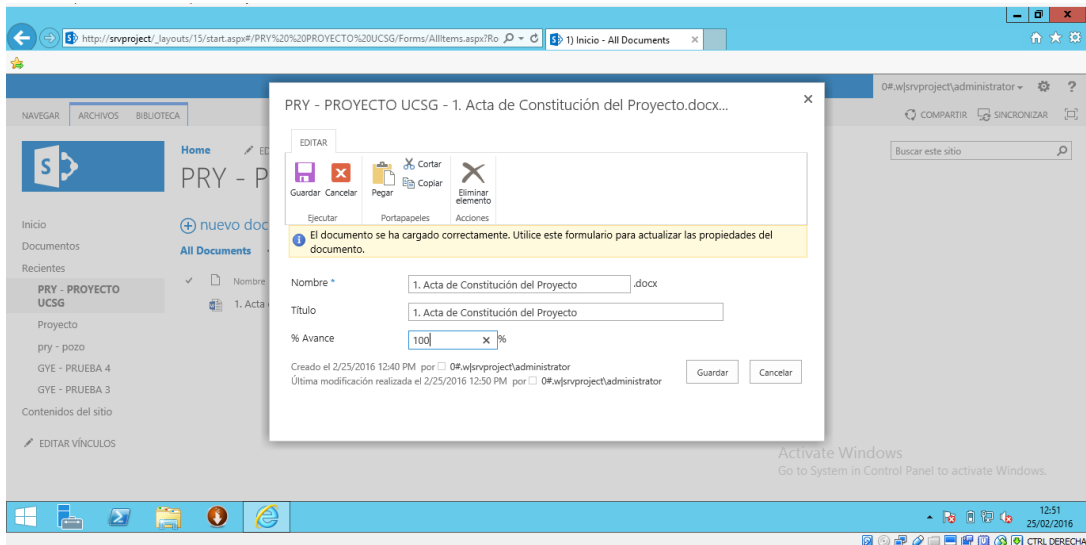 http://srvproject/_layouts/15/start.aspx#/PRY%20%20PROYECTO%20UCSG/Forms/AllItems.aspx?Ro
1) Inicio - All Documents
0#.w|srvproject\administrator
NAVEGAR ARCHIVOS BIBLIOTECA
COMPARTIR SINCRONIZAR
PRY - PROYECTO UCSG - 1. Acta de Constitución del Proyecto.docx...
EDITAR
Guardar Cancelar
Pegar
Cortar
Copiar
Eliminar
elemento
Ejecutar Portapapeles Acciones
El documento se ha cargado correctamente. Utilice este formulario para actualizar las propiedades del
documento.
Nombre * 1. Acta de Constitución del Proyecto .docx
Título 1. Acta de Constitución del Proyecto
% Avance 100 %
Creado el 2/25/2016 12:40 PM por 0#.w|srvproject\administrator
Última modificación realizada el 2/25/2016 12:50 PM por 0#.w|srvproject\administrator
Guardar Cancelar
Home ED
PRY - P
Buscar este sitio
nuevo doc
All Documents
Nombre
1. Acta
Inicio
Documentos
Recientes
PRY - PROYECTO
UCSG
Proyecto
pry - pozo
GYE - PRUEBA 4
GYE - PRUEBA 3
Contenidos del sitio
EDITAR VÍNCULOS
Activate Windows
Go to System in Control Panel to activate Windows.
12:51
25/02/2016
CTRL DERECHA